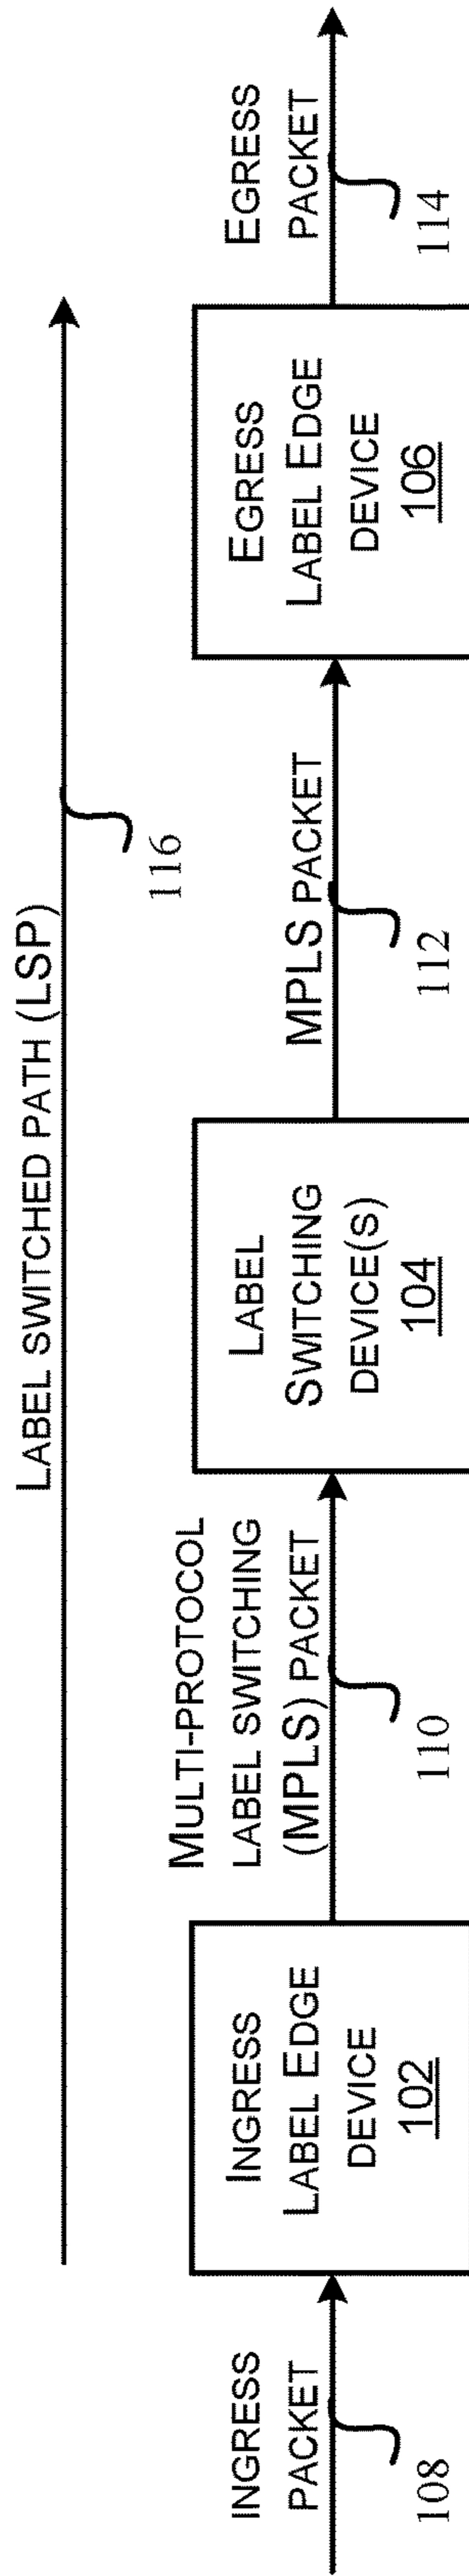 LABEL SWITCHED PATH (LSP)
116
INGRESS
PACKET
108
INGRESS
LABEL EDGE
DEVICE
102
MULTI-PROTOCOL
LABEL SWITCHING
(MPLS) PACKET
110
LABEL
SWITCHING
DEVICE(S)
104
MPLS PACKET
112
EGRESS
LABEL EDGE
DEVICE
106
EGRESS
PACKET
114